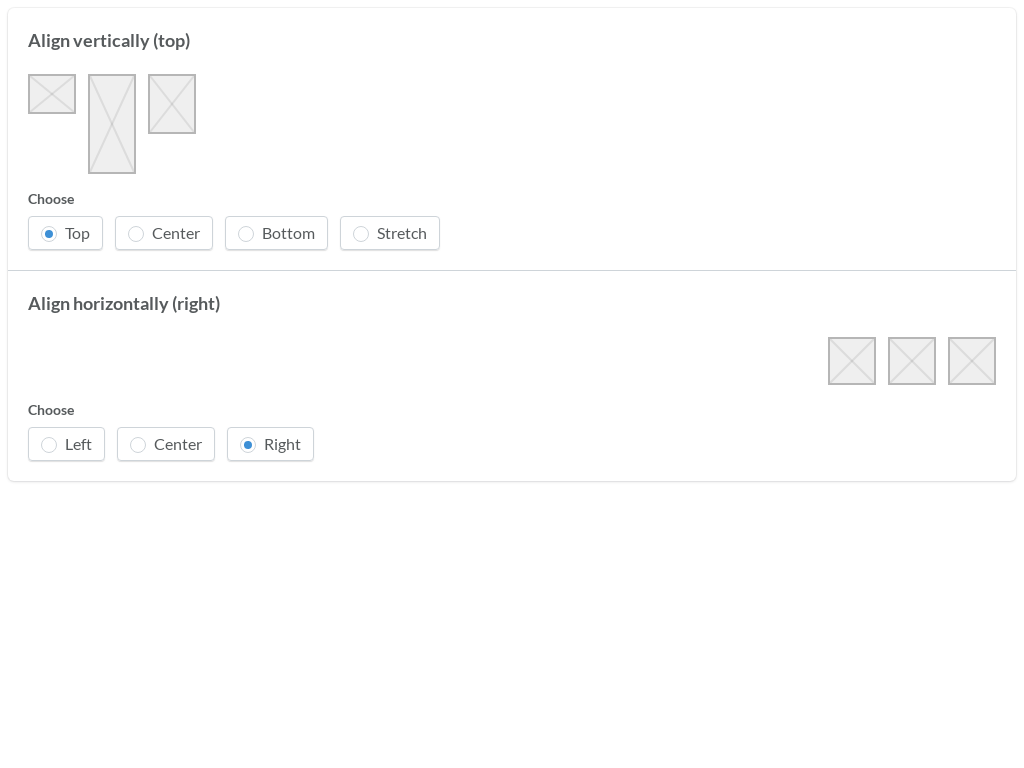 Align vertically (top)
Choose
Top Center Bottom Stretch
Align horizontally (right)
Choose
Left Center Right